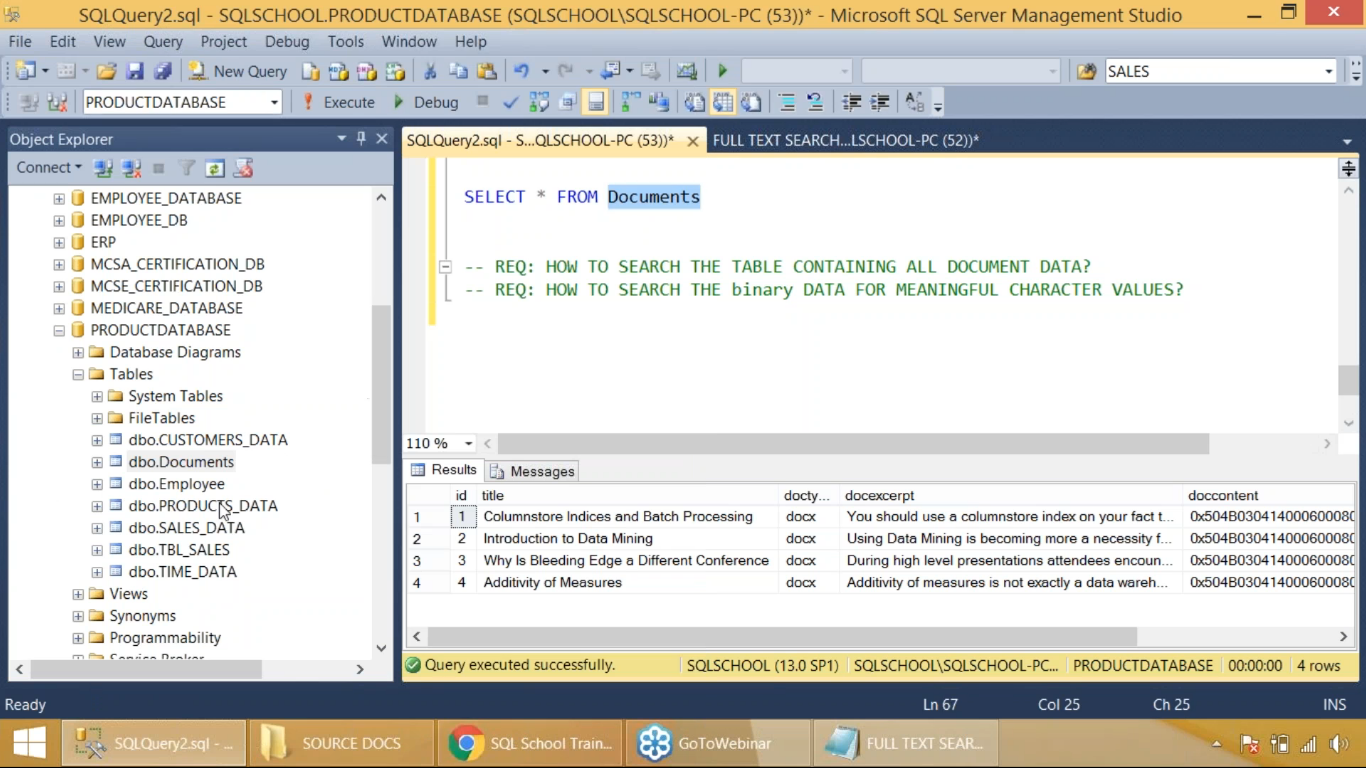 SQLQuery2.sql - SQLSCHOOL.PRODUCTDATABASE (SQLSCHOOL\SQLSCHOOL-PC (53))* - Microsoft SQL Server Management Studio
File Edit View Query Project Debug Tools Window Help
New Query SALES
PRODUCTDATABASE Execute Debug
Object Explorer
Connect
EMPLOYEE_DATABASE
EMPLOYEE_DB
ERP
MCSA_CERTIFICATION_DB
MCSE_CERTIFICATION_DB
MEDICARE_DATABASE
PRODUCTDATABASE
Database Diagrams
Tables
System Tables
FileTables
dbo.CUSTOMERS_DATA
dbo.Documents
dbo.Employee
dbo.PRODUCTS_DATA
dbo.SALES_DATA
dbo.TBL_SALES
dbo.TIME_DATA
Views
Synonyms
Programmability
Service Broker
SQLQuery2.sql - S...QLSCHOOL-PC (53))* FULL TEXT SEARCH...LSCHOOL-PC (52))*
SELECT * FROM Documents
-- REQ: HOW TO SEARCH THE TABLE CONTAINING ALL DOCUMENT DATA?
-- REQ: HOW TO SEARCH THE binary DATA FOR MEANINGFUL CHARACTER VALUES?
110 %
Results Messages
id title docty... docexcerpt doccontent
1 1 Columnstore Indices and Batch Processing docx You should use a columnstore index on your fact t... 0x504B03041400060008
2 2 Introduction to Data Mining docx Using Data Mining is becoming more a necessity f... 0x504B03041400060008
3 3 Why Is Bleeding Edge a Different Conference docx During high level presentations attendees encoun... 0x504B03041400060008
4 4 Additivity of Measures docx Additivity of measures is not exactly a data wareh... 0x504B03041400060008
Query executed successfully. SQLSCHOOL (13.0 SP1) SQLSCHOOL\SQLSCHOOL-PC... PRODUCTDATABASE 00:00:00 4 rows
Ready Ln 67 Col 25 Ch 25 INS
SQLQuery2.sql - ... SOURCE DOCS SQL School Train... GoToWebinar FULL TEXT SEAR...